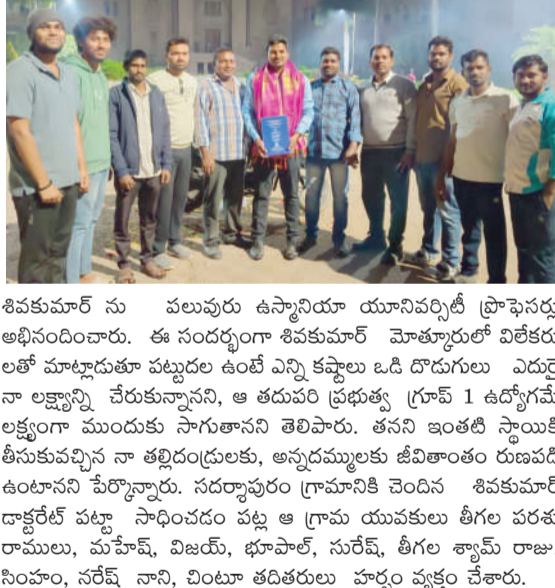 శివకుమార్ ను పలువురు ఉస్మానియా యూనివర్సిటీ ప్రొఫెసర్లు
అభినందించారు. ఈ సందర్భంగా శివకుమార్ మోత్కూరులో విలేకరు
లతో మాట్లాడుతూ పట్టుదల ఉంటే ఎన్ని కష్టాలు ఒడి దొడుగులు ఎదురై
నా లక్ష్యాన్ని చేరుకున్నానని, ఆ తదుపరి ప్రభుత్వ గ్రూప్ 1 ఉద్యోగమే
లక్ష్యంగా ముందుకు సాగుతానని తెలిపారు. తనని ఇంతటి స్థాయికి
తీసుకువచ్చిన నా తల్లిదండ్రులకు, అన్నదమ్ములకు జీవితాంతం రుణపడి
ఉంటానని పేర్కొన్నారు. సదర్శాపురం గ్రామానికి చెందిన శివకుమార్
డాక్టరేట్ పట్టా సాధించడం పట్ల ఆ గ్రామ యువకులు తీగల పరశు
రాములు, మహేష్, విజయ్, భూపాల్, సురేష్, తీగల శ్యామ్ రాజు
సింహం, నరేష్ నాని, చింటూ తదితరులు హర్షం వ్యక్తం చేశారు.